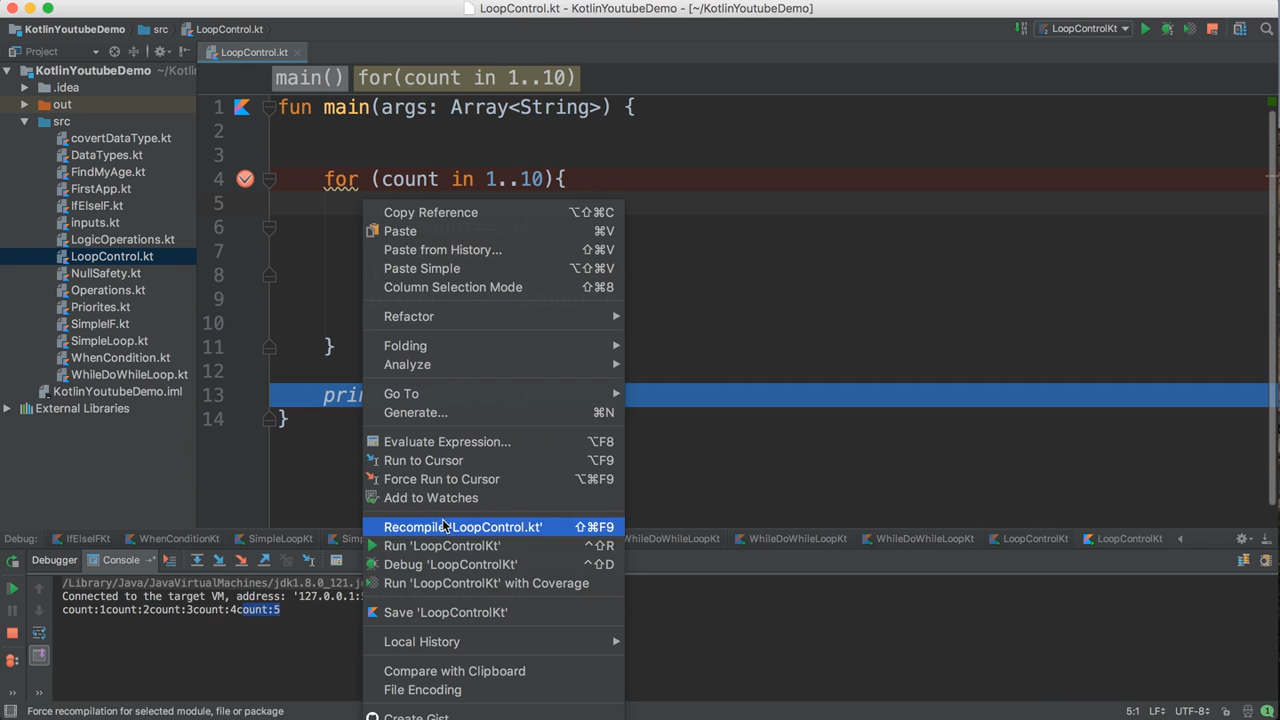 LoopControl.kt - KotlinYoutubeDemo - [~/KotlinYoutubeDemo]
KotlinYoutubeDemo src LoopControl.kt LoopControlKt
Project LoopControl.kt
KotlinYoutubeDemo ~/Kotlin
.idea
out
src
covertDataType.kt
DataTypes.kt
FindMyAge.kt
FirstApp.kt
IfElseIF.kt
inputs.kt
LogicOperations.kt
LoopControl.kt
NullSafety.kt
Operations.kt
Priorites.kt
SimpleIF.kt
SimpleLoop.kt
WhenCondition.kt
WhileDoWhileLoop.kt
KotlinYoutubeDemo.iml
External Libraries
main() for(count in 1..10)
1 fun main(args: Array<String>) {
2
3
4 for (count in 1..10){
5
6
7
8
9
10
11 }
12
13 pri
14 }
Copy Reference ⌥⇧⌘C
Paste ⌘V
Paste from History... ⇧⌘V
Paste Simple ⌥⇧⌘V
Column Selection Mode ⇧⌘8
Refactor
Folding
Analyze
Go To
Generate... ⌘N
Evaluate Expression... ⌥F8
Run to Cursor ⌥F9
Force Run to Cursor ⌥⌘F9
Add to Watches
Recompile 'LoopControl.kt' ⇧⌘F9
Run 'LoopControlKt' ^⇧R
Debug 'LoopControlKt' ^⇧D
Run 'LoopControlKt' with Coverage
Save 'LoopControlKt'
Local History
Compare with Clipboard
File Encoding
Create Gist...
Debug: IfElseIFKt WhenConditionKt SimpleLoopKt WhileDoWhileLoopKt WhileDoWhileLoopKt WhileDoWhileLoopKt LoopControlKt LoopControlKt
Debugger Console
/Library/Java/JavaVirtualMachines/jdk1.8.0_121.j
Connected to the target VM, address: '127.0.0.1:5
count:1count:2count:3count:4count:5
Force recompilation for selected module, file or package 5:1 LF÷ UTF-8÷ 1